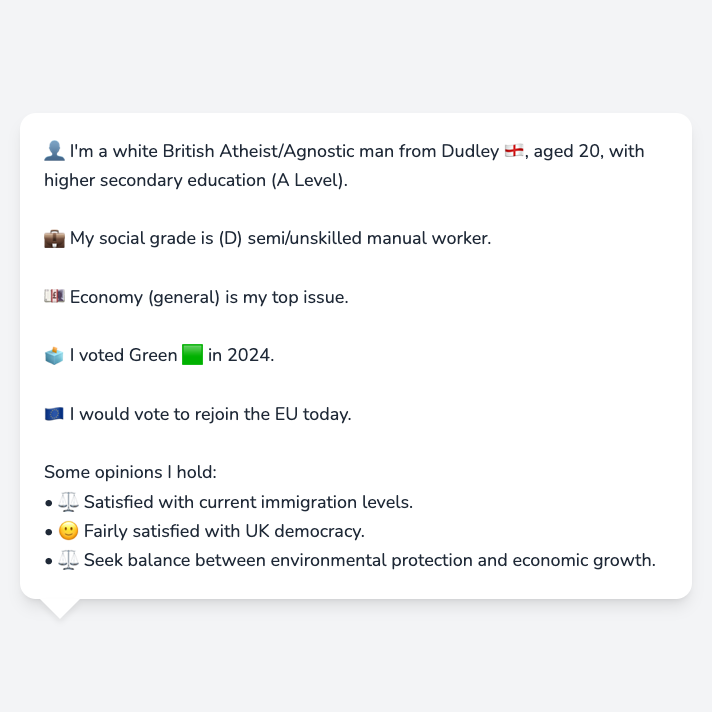 👤 I'm a white British Atheist/Agnostic man from Dudley 🏴󠁧󠁢󠁥󠁮󠁧󠁿, aged 20, with
higher secondary education (A Level).
💼 My social grade is (D) semi/unskilled manual worker.
💷 Economy (general) is my top issue.
🗳️ I voted Green 🟩 in 2024.
🇪🇺 I would vote to rejoin the EU today.
Some opinions I hold:
• ⚖️ Satisfied with current immigration levels.
• 🙂 Fairly satisfied with UK democracy.
• ⚖️ Seek balance between environmental protection and economic growth.